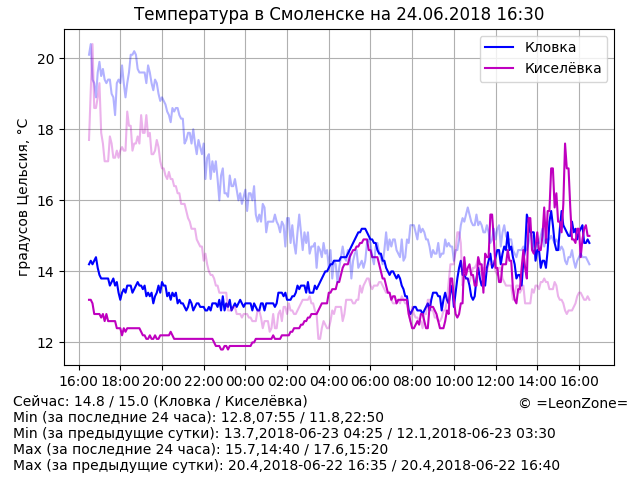 Температура в Смоленске на 24.06.2018 16:30
градусов Цельсия, °C
20
18
16
14
12
Кловка
Киселёвка
16:00 18:00 20:00 22:00 00:00 02:00 04:00 06:00 08:00 10:00 12:00 14:00 16:00
Сейчас: 14.8 / 15.0 (Кловка / Киселёвка)
© =LeonZone=
Min (за последние 24 часа): 12.8,07:55 / 11.8,22:50
Min (за предыдущие сутки): 13.7,2018-06-23 04:25 / 12.1,2018-06-23 03:30
Max (за последние 24 часа): 15.7,14:40 / 17.6,15:20
Max (за предыдущие сутки): 20.4,2018-06-22 16:35 / 20.4,2018-06-22 16:40